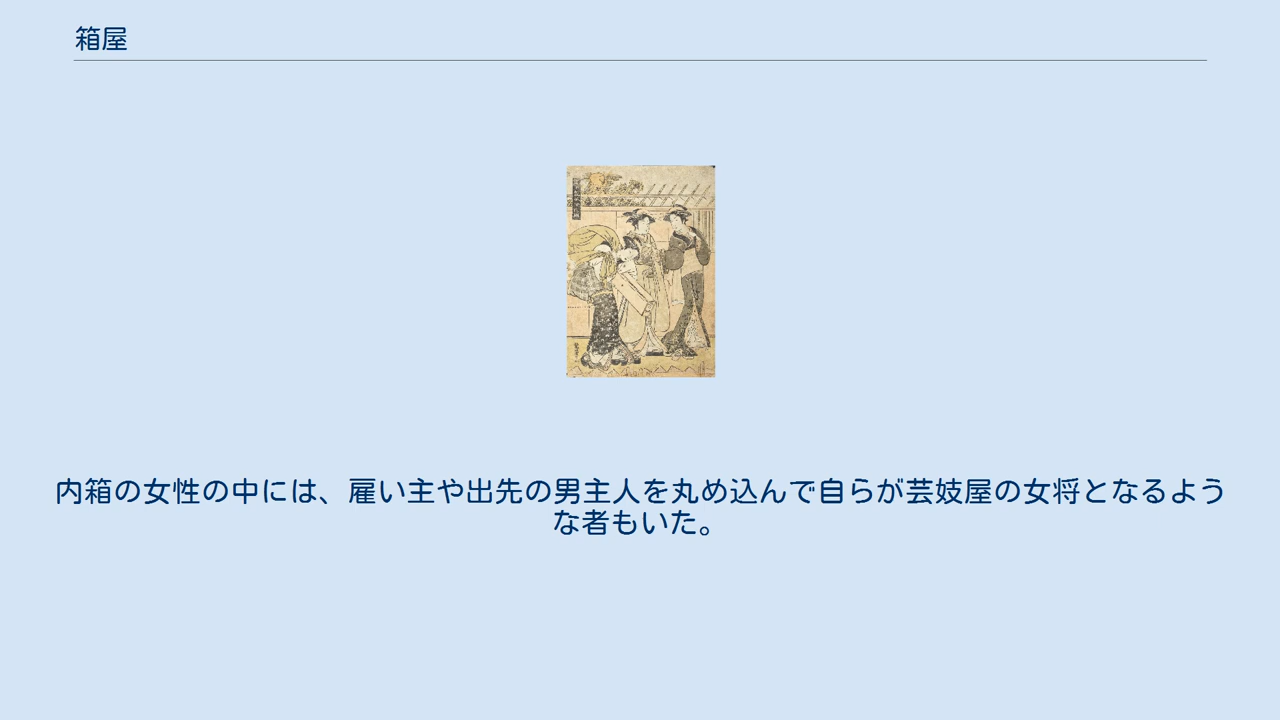 箱屋
内箱の女性の中には、雇い主や出先の男主人を丸め込んで自らが芸妓屋の女将となるよう
な者もいた。